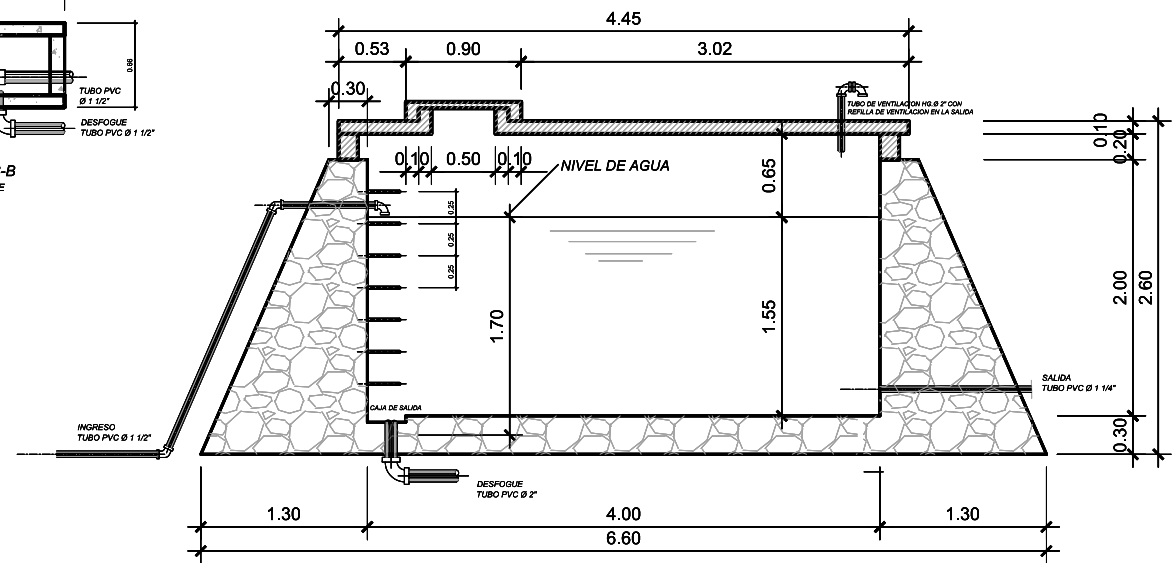 4.45
0.53
0.90
3.02
0.30
0.86
TUBO PVC
Ø 1 1/2"
DESFOGUE
TUBO PVC Ø 1 1/2"
-B
E
TUBO DE VENTILACION HG.Ø 2" CON
REFILLA DE VENTILACION EN LA SALIDA
0.10
0.20
0.10
0.50
0.10
NIVEL DE AGUA
0.65
0.25
0.25
0.25
1.70
1.55
2.00
2.60
SALIDA
TUBO PVC Ø 1 1/4"
CAJA DE SALIDA
INGRESO
TUBO PVC Ø 1 1/2"
0.30
DESFOGUE
TUBO PVC Ø 2"
1.30
4.00
1.30
6.60